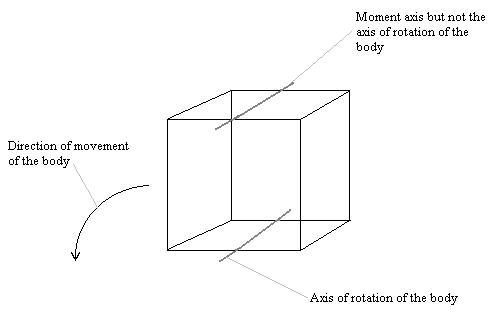 Moment axis but not the
axis of rotation of the
body
Direction of movement
of the body
Axis of rotation of the body